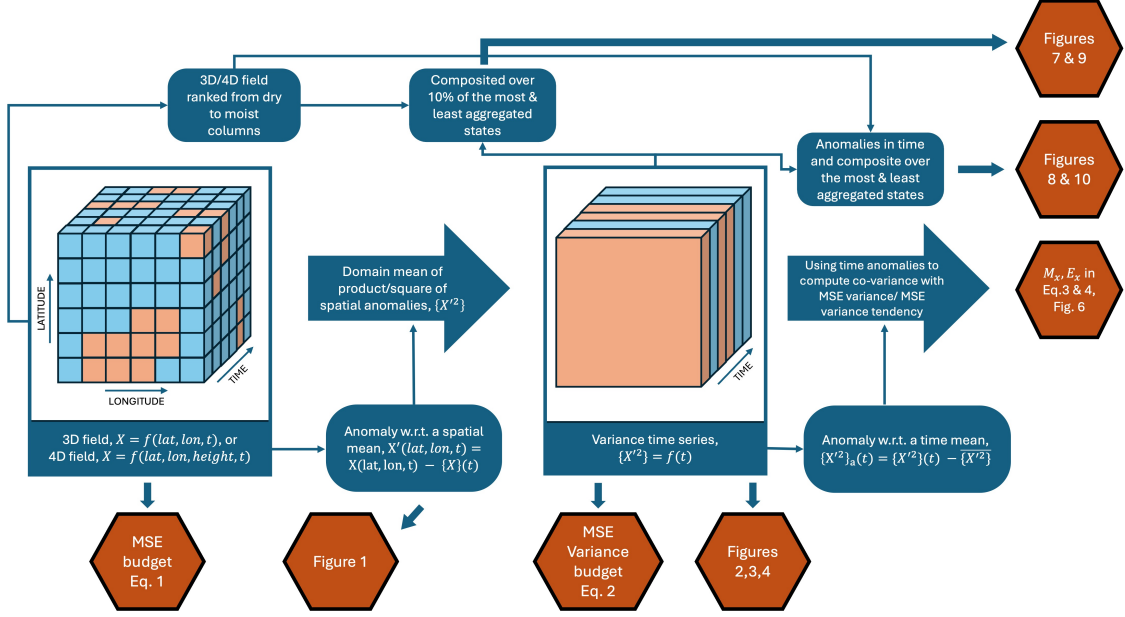 Figures
7 & 9
3D/4D field
ranked from dry
to moist
columns
Composited over
10% of the most &
least aggregated
states
Anomalies in time
and composite over
the most & least
aggregated states
Figures
8 & 10
LATITUDE
LONGITUDE
TIME
Domain mean of
product/square of
spatial anomalies, {X'²}
TIME
Using time anomalies to
compute co-variance with
MSE variance/ MSE
variance tendency
Mₓ, Eₓ in
Eq.3 & 4,
Fig. 6
3D field, X = f(lat, lon, t), or
4D field, X = f(lat, lon, height, t)
Anomaly w.r.t. a spatial
mean, X'(lat, lon, t) =
X(lat, lon, t) − {X}(t)
Variance time series,
{X'²} = f(t)
Anomaly w.r.t. a time mean,
{X'²}ₐ(t) = {X'²}(t) − \overline{{X'²}}
MSE
budget
Eq. 1
Figure 1
MSE
Variance
budget
Eq. 2
Figures
2,3,4